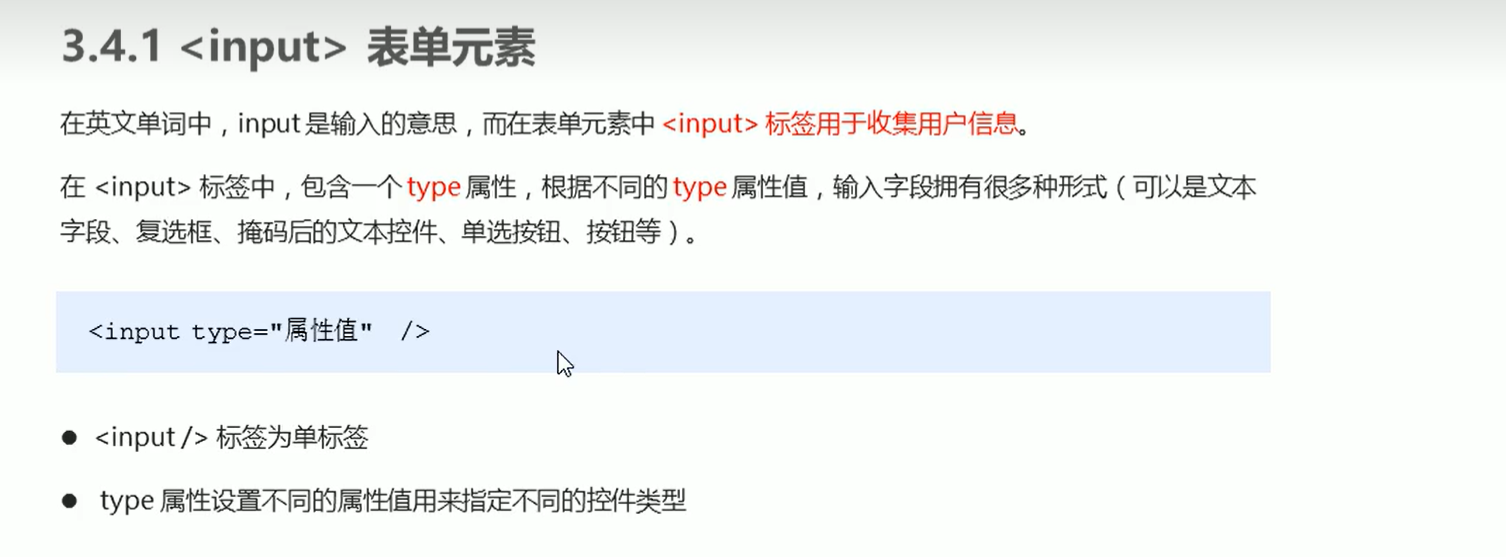 3.4.1 <input> 表单元素
在英文单词中，input 是输入的意思，而在表单元素中 <input> 标签用于收集用户信息。
在 <input> 标签中，包含一个 type 属性，根据不同的 type 属性值，输入字段拥有很多种形式（可以是文本
字段、复选框、掩码后的文本控件、单选按钮、按钮等）。
<input type="属性值" />
● <input /> 标签为单标签
● type 属性设置不同的属性值用来指定不同的控件类型